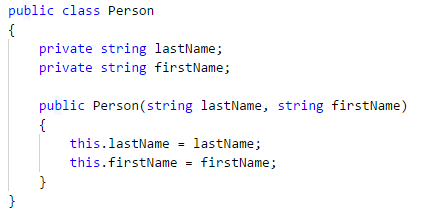 public class Person
{
    private string lastName;
    private string firstName;

    public Person(string lastName, string firstName)
    {
        this.lastName = lastName;
        this.firstName = firstName;
    }
}